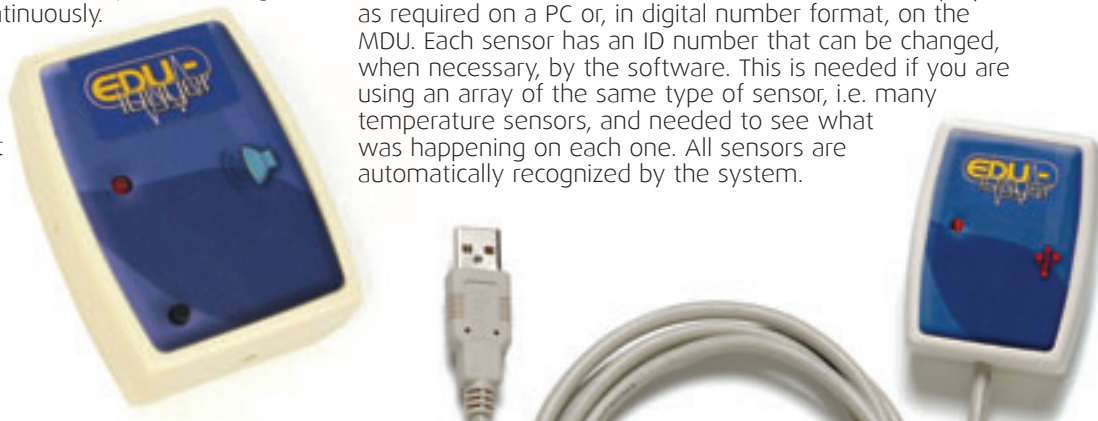 tinuously.
as required on a PC or, in digital number format, on the
MDU. Each sensor has an ID number that can be changed,
when necessary, by the software. This is needed if you are
using an array of the same type of sensor, i.e. many
temperature sensors, and needed to see what
was happening on each one. All sensors are
automatically recognized by the system.
EDU-
EDU-